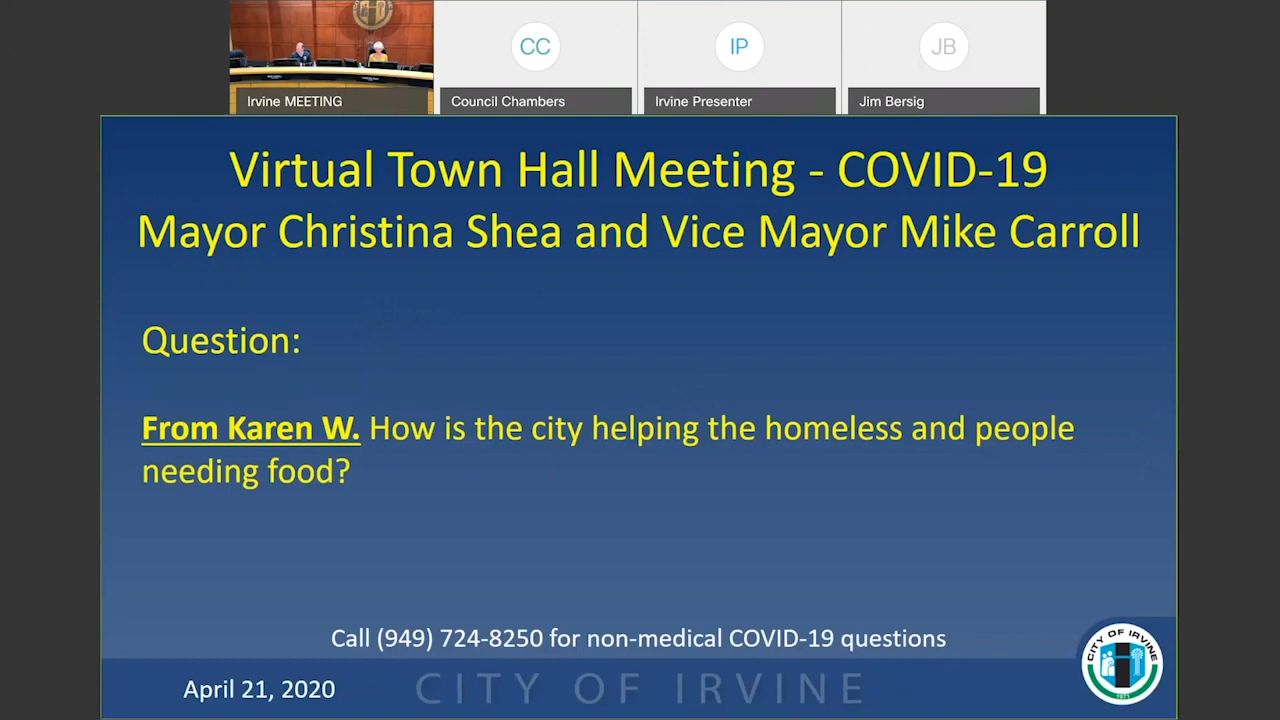 CC
IP
JB
Irvine MEETING
Council Chambers
Irvine Presenter
Jim Bersig
Virtual Town Hall Meeting - COVID-19
Mayor Christina Shea and Vice Mayor Mike Carroll
Question:
From Karen W. How is the city helping the homeless and people
needing food?
Call (949) 724-8250 for non-medical COVID-19 questions
April 21, 2020
CITY OF IRVINE
CITY OF IRVINE
1971